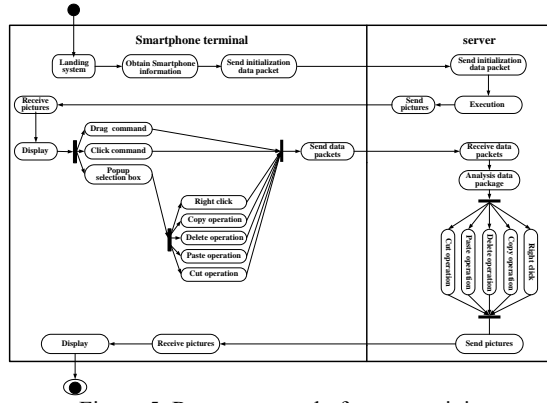 Smartphone terminal
server
Landing
system
Obtain Smartphone
information
Send initialization
data packet
Send initialization
data packet
Receive
pictures
Send
pictures
Execution
Display
Drag command
Click command
Popup
selection box
Send data
packets
Receive data
packets
Analysis data
package
Right click
Copy operation
Delete operation
Paste operation
Cut operation
Cut operation
Paste operation
Delete operation
Copy operation
Right click
Display
Receive pictures
Send pictures